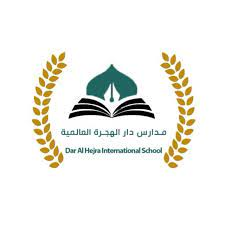 مدارس دار الهجرة العالمية
Dar Al Hejra International School